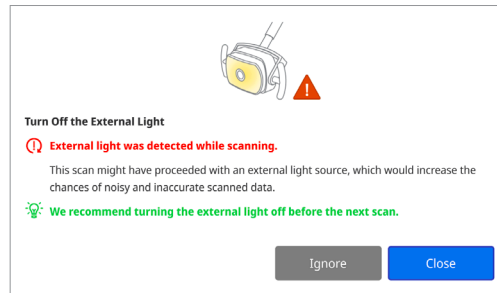 Turn Off the External Light
External light was detected while scanning.
This scan might have proceeded with an external light source, which would increase the
chances of noisy and inaccurate scanned data.
We recommend turning the external light off before the next scan.
Ignore
Close